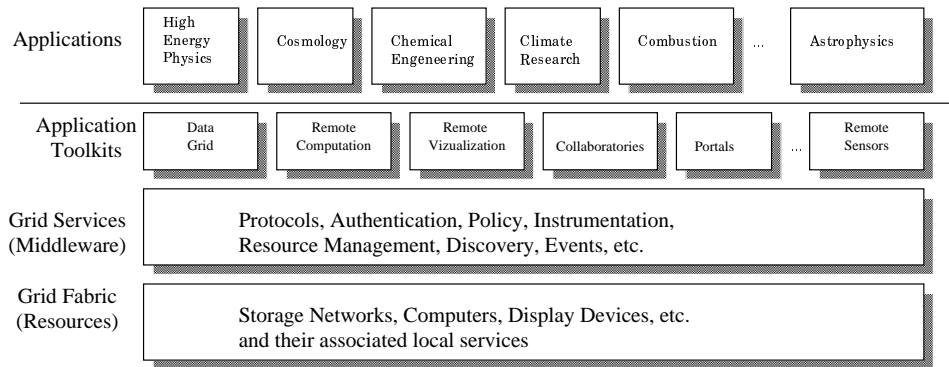 Applications
High
Energy
Physics
Cosmology
Chemical
Engeneering
Climate
Research
Combustion
...
Astrophysics
Application
Toolkits
Data
Grid
Remote
Computation
Remote
Vizualization
Collaboratories
Portals
...
Remote
Sensors
Grid Services
(Middleware)
Protocols, Authentication, Policy, Instrumentation,
Resource Management, Discovery, Events, etc.
Grid Fabric
(Resources)
Storage Networks, Computers, Display Devices, etc.
and their associated local services